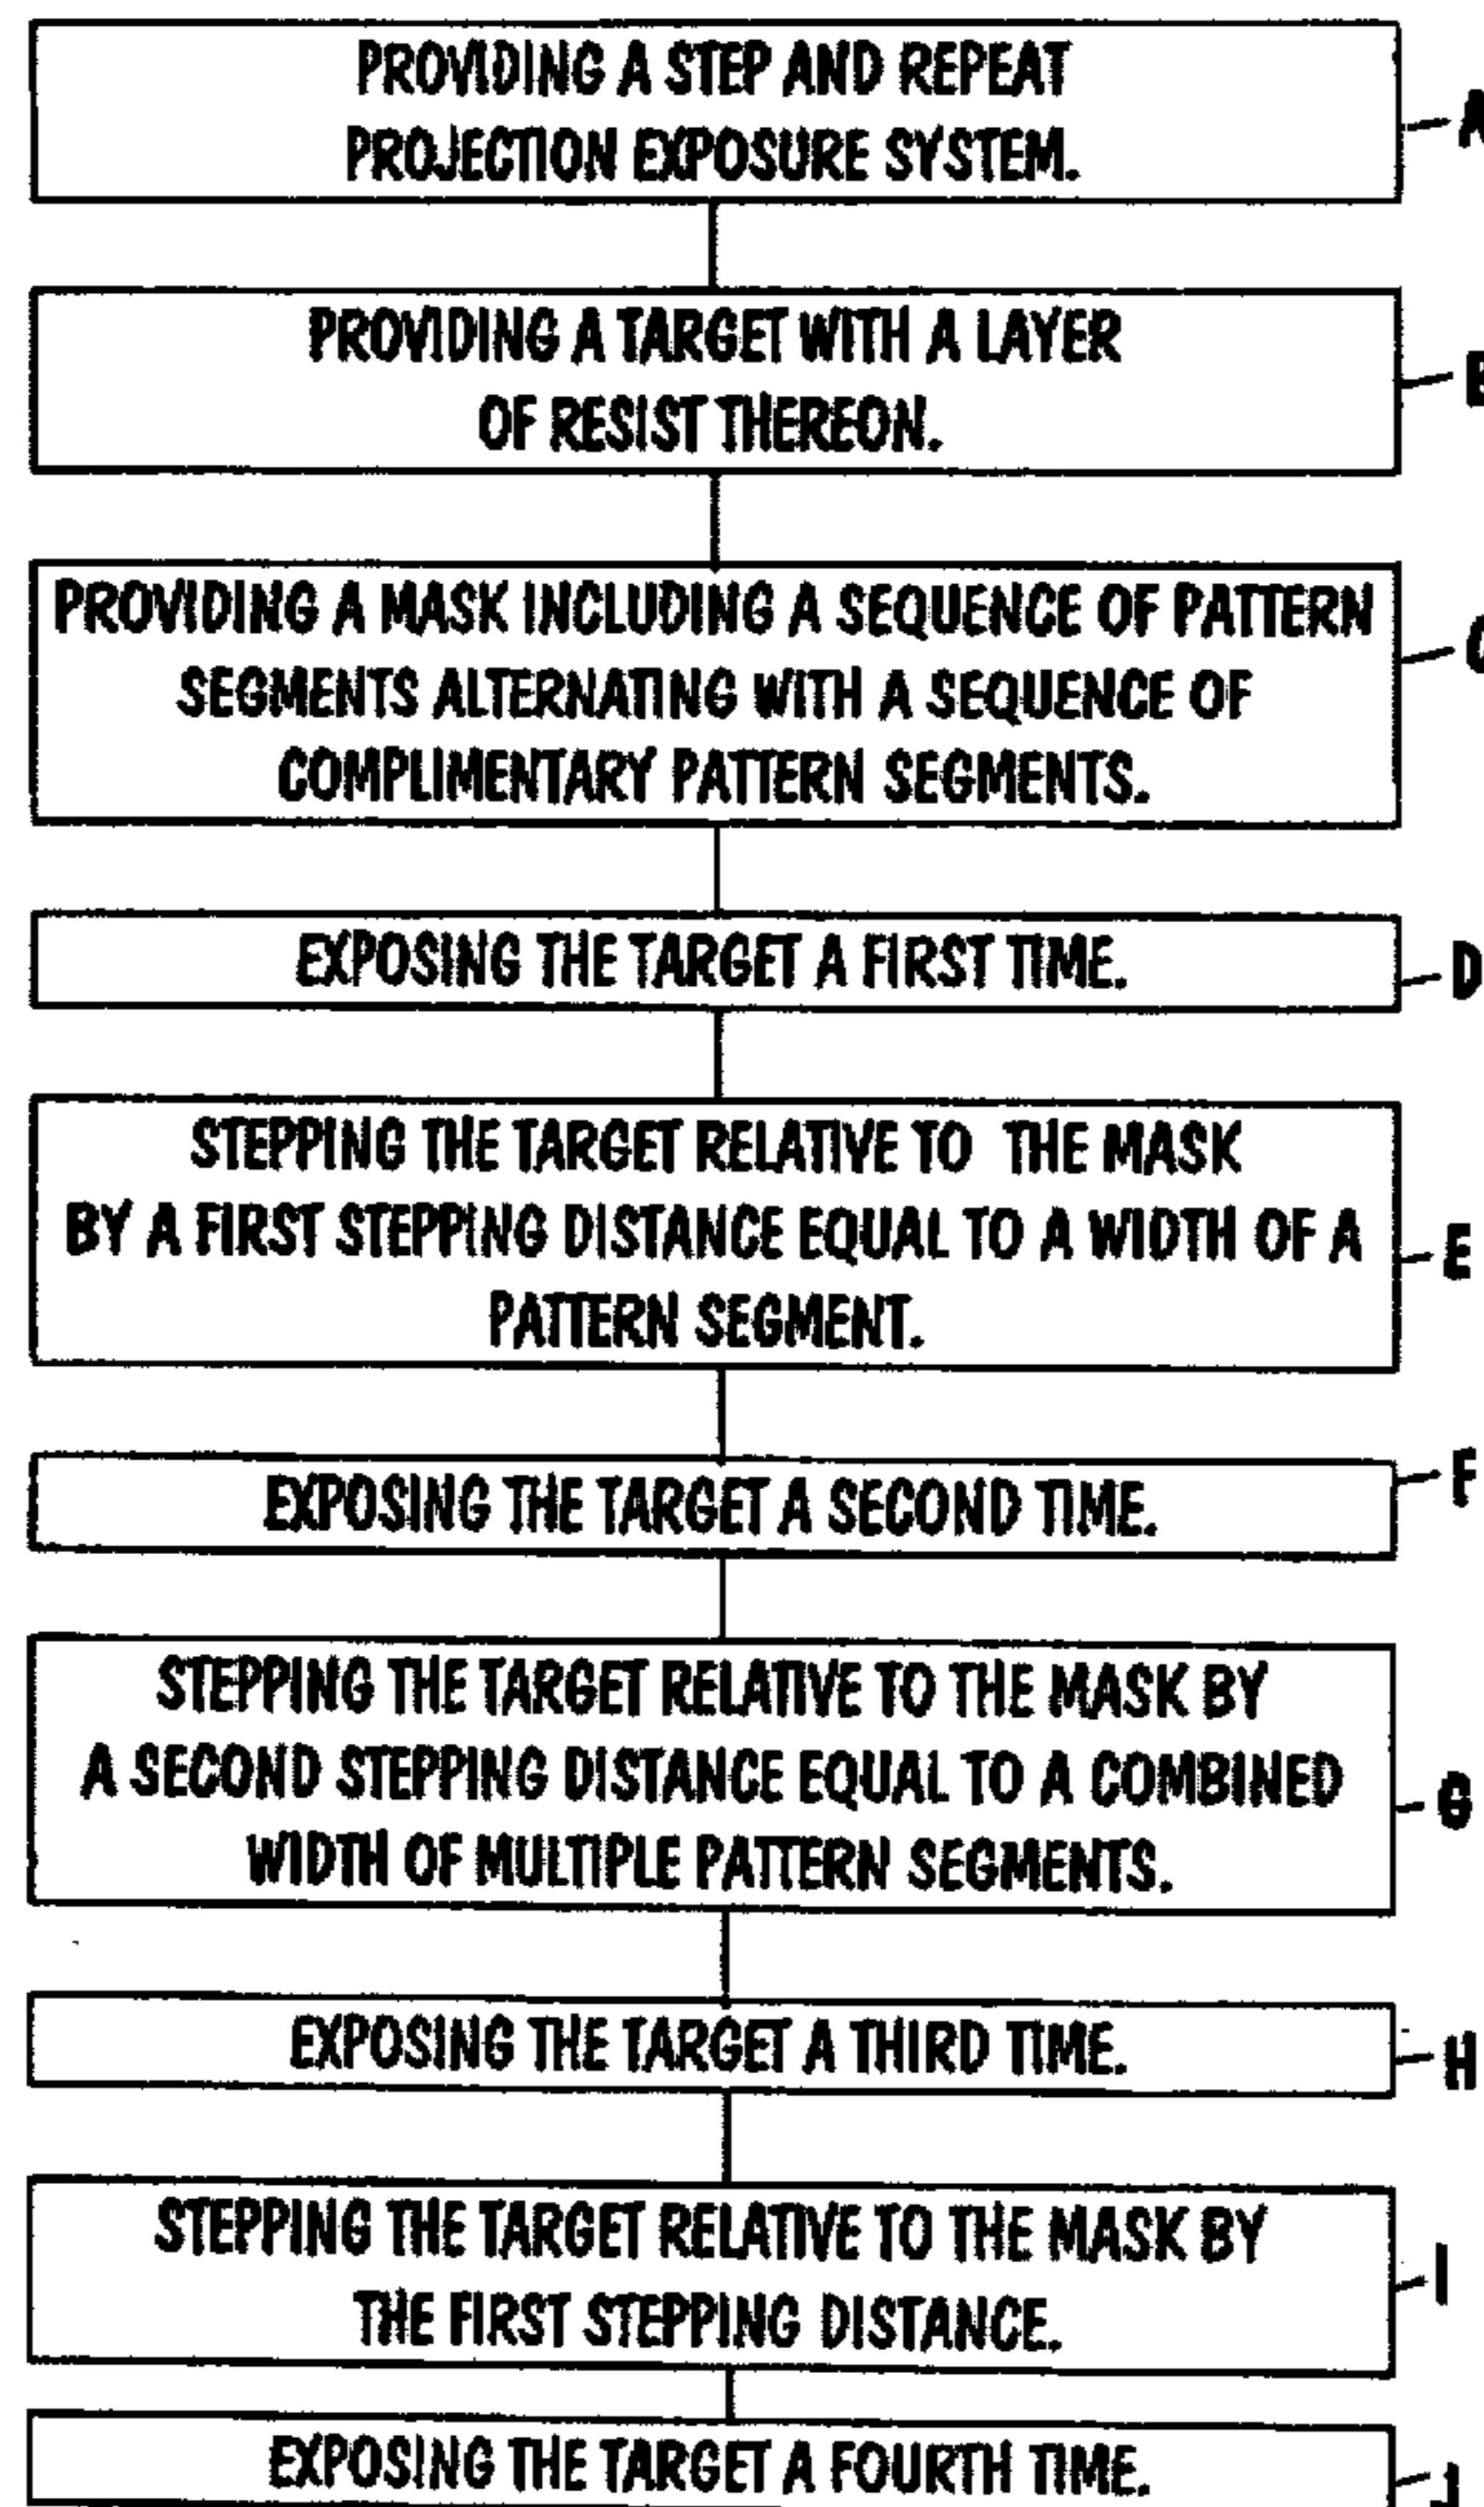 PROVIDING A STEP AND REPEAT
PROJECTION EXPOSURE SYSTEM.
A
PROVIDING A TARGET WITH A LAYER
OF RESIST THEREON.
B
PROVIDING A MASK INCLUDING A SEQUENCE OF PATTERN
SEGMENTS ALTERNATING WITH A SEQUENCE OF
COMPLIMENTARY PATTERN SEGMENTS.
C
EXPOSING THE TARGET A FIRST TIME.
D
STEPPING THE TARGET RELATIVE TO THE MASK
BY A FIRST STEPPING DISTANCE EQUAL TO A WIDTH OF A
PATTERN SEGMENT.
E
EXPOSING THE TARGET A SECOND TIME.
F
STEPPING THE TARGET RELATIVE TO THE MASK BY
A SECOND STEPPING DISTANCE EQUAL TO A COMBINED
WIDTH OF MULTIPLE PATTERN SEGMENTS.
G
EXPOSING THE TARGET A THIRD TIME.
H
STEPPING THE TARGET RELATIVE TO THE MASK BY
THE FIRST STEPPING DISTANCE.
I
EXPOSING THE TARGET A FOURTH TIME.
J